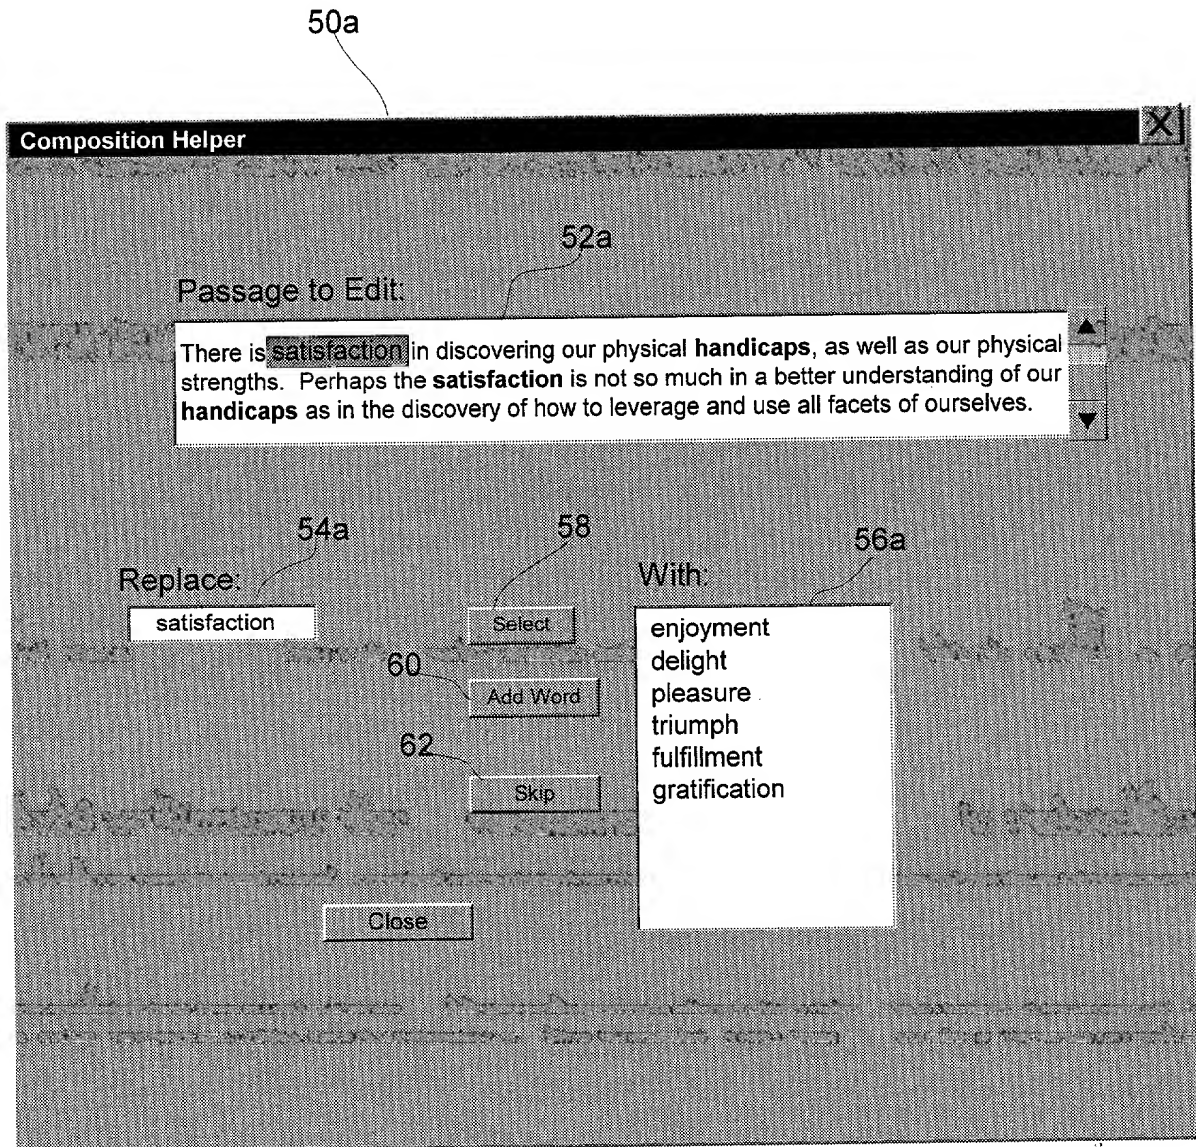 50a
Composition Helper
X
52a
Passage to Edit:
There is satisfaction in discovering our physical handicaps, as well as our physical
strengths. Perhaps the satisfaction is not so much in a better understanding of our
handicaps as in the discovery of how to leverage and use all facets of ourselves.
54a
58
56a
Replace:
With:
satisfaction
Select
enjoyment
60
delight
Add Word
pleasure
triumph
62
fulfillment
Skip
gratification
Close